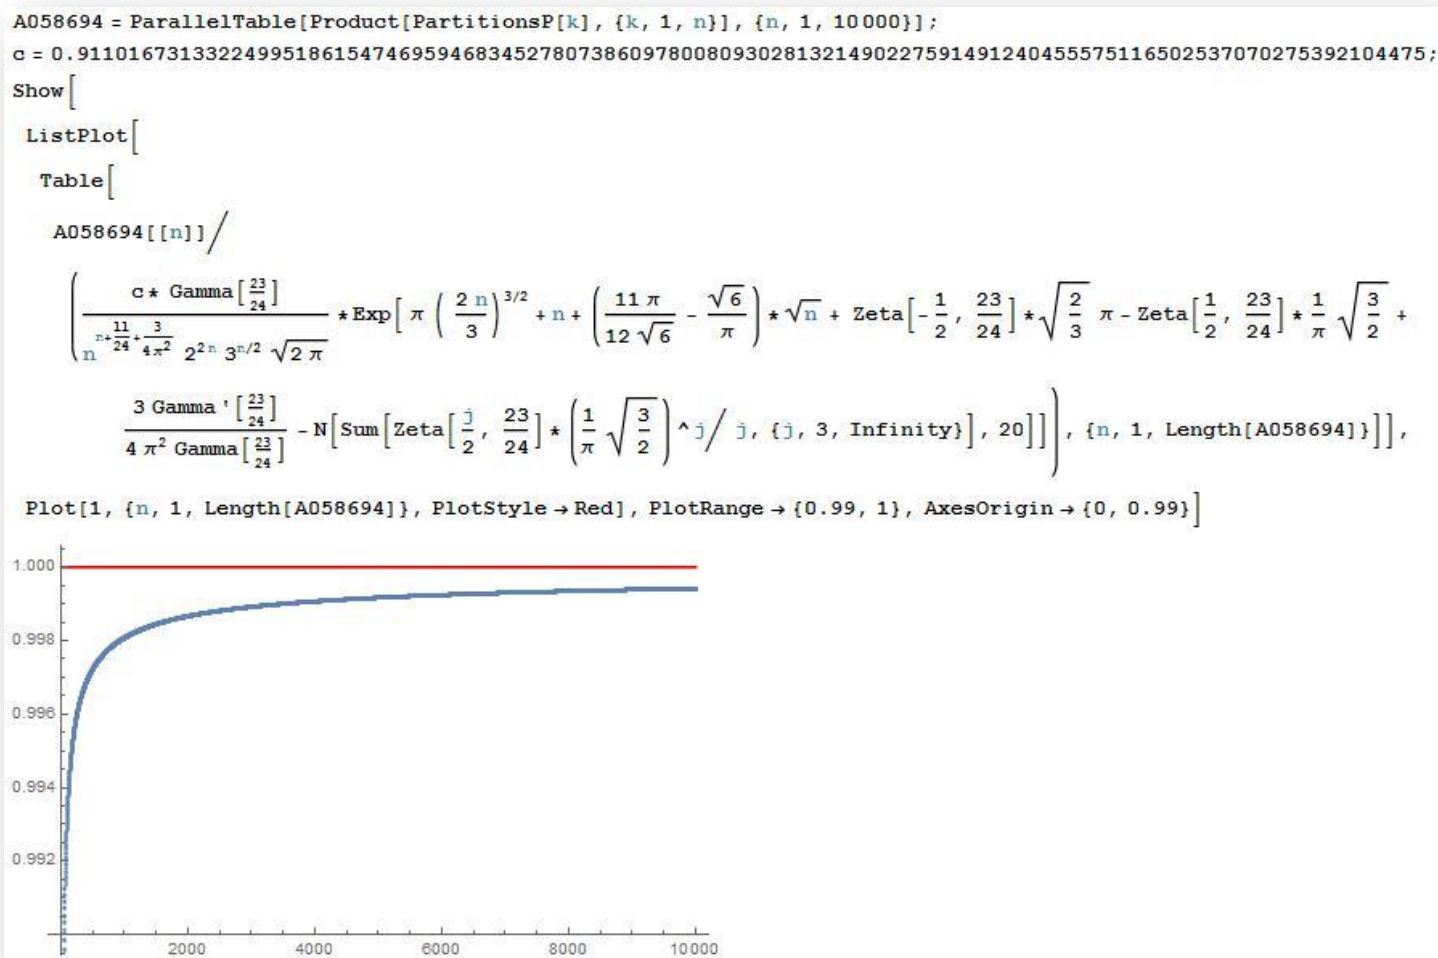 A058694 = ParallelTable[Product[PartitionsP[k], {k, 1, n}], {n, 1, 10000}];
c = 0.9110167313322499518615474695946834527807386097800809302813214902275914912404555751165025370702753921044​75;
Show[
ListPlot[
Table[
A058694[[n]]/
(c * Gamma[23/24] / (n^(n+11/24+3/(4π^2)) 2^(2n) 3^(n/2) √(2π)) * Exp[π (2n/3)^(3/2) + n + (11π/(12√6) - √6/π) * √n + Zeta[-1/2, 23/24] * √(2/3) π - Zeta[1/2, 23/24] * 1/π √(3/2) +
3 Gamma'[23/24] / (4π^2 Gamma[23/24]) - N[Sum[Zeta[j/2, 23/24] * (1/π √(3/2))^j/j, {j, 3, Infinity}], 20]]), {n, 1, Length[A058694]}]],
Plot[1, {n, 1, Length[A058694]}, PlotStyle → Red], PlotRange → {0.99, 1}, AxesOrigin → {0, 0.99}]
1.000
0.998
0.996
0.994
0.992
2000 4000 6000 8000 10000